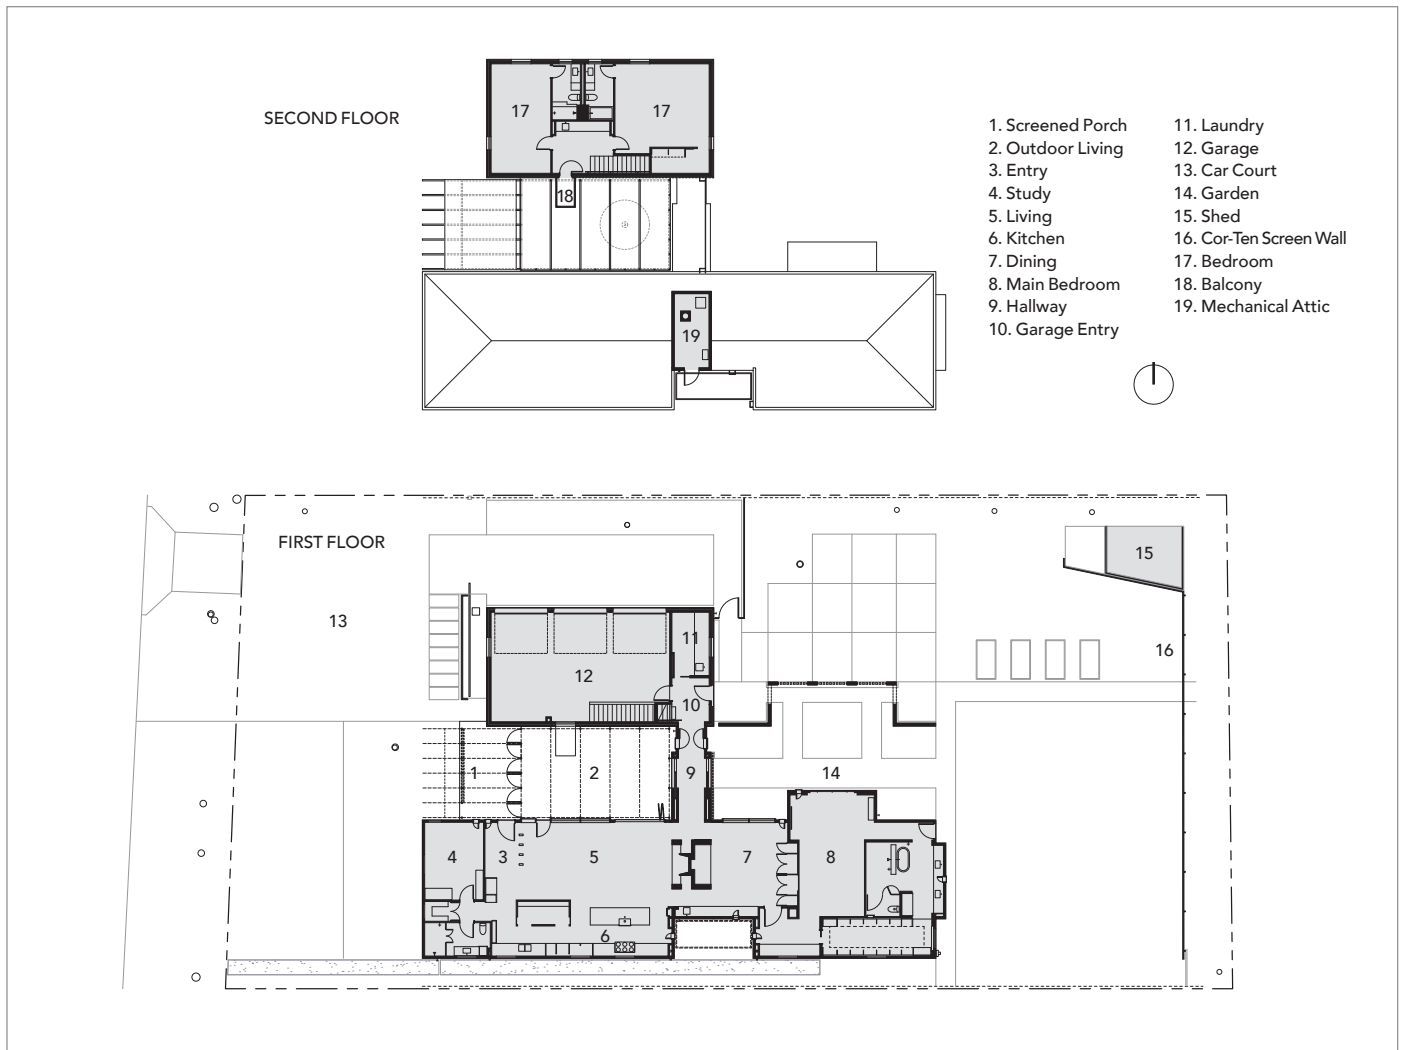 SECOND FLOOR
17
17
18
19
1. Screened Porch
2. Outdoor Living
3. Entry
4. Study
5. Living
6. Kitchen
7. Dining
8. Main Bedroom
9. Hallway
10. Garage Entry
11. Laundry
12. Garage
13. Car Court
14. Garden
15. Shed
16. Cor-Ten Screen Wall
17. Bedroom
18. Balcony
19. Mechanical Attic
FIRST FLOOR
15
13
11
16
12
10
1
2
9
14
4
3
5
7
8
6